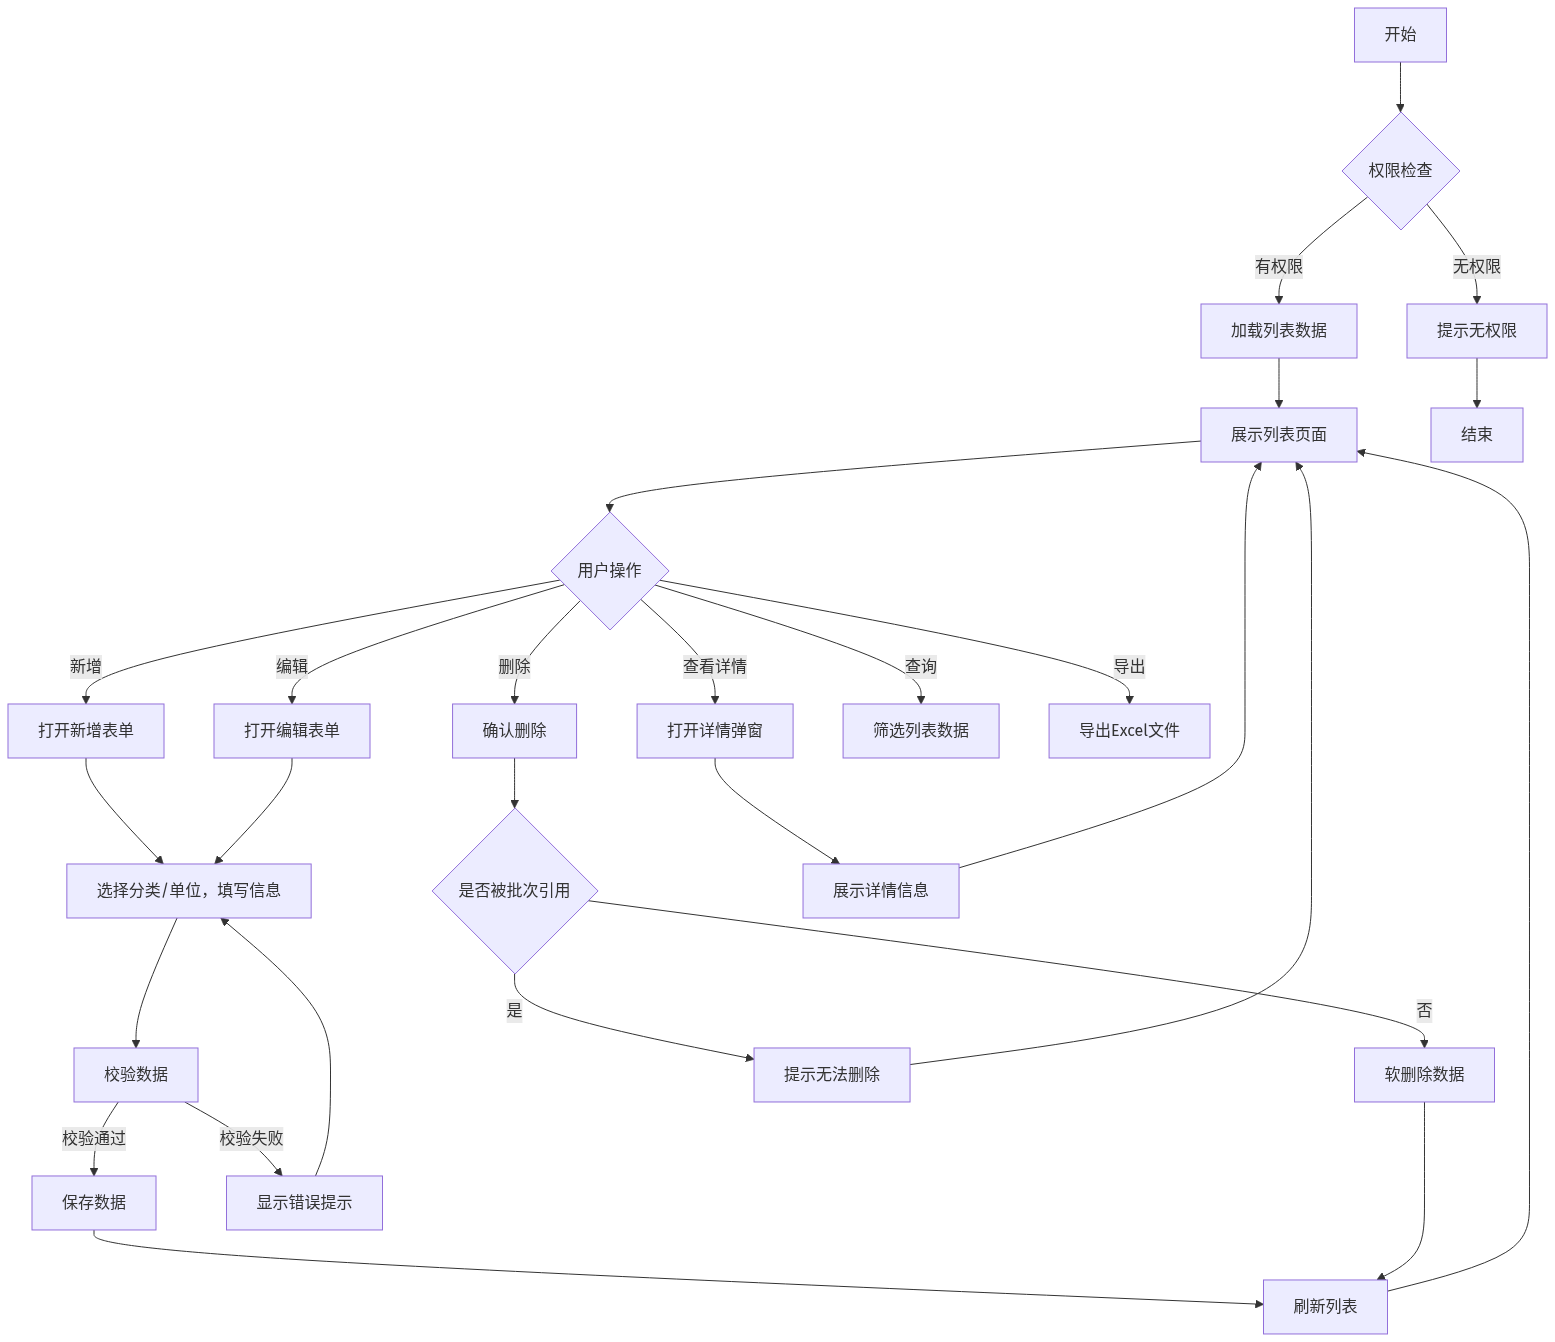 开始
权限检查
有权限
无权限
加载列表数据
提示无权限
展示列表页面
结束
用户操作
新增
编辑
删除
查看详情
查询
导出
打开新增表单
打开编辑表单
确认删除
打开详情弹窗
筛选列表数据
导出Excel文件
选择分类/单位，填写信息
是否被批次引用
展示详情信息
是
否
校验数据
提示无法删除
软删除数据
校验通过
校验失败
保存数据
显示错误提示
刷新列表